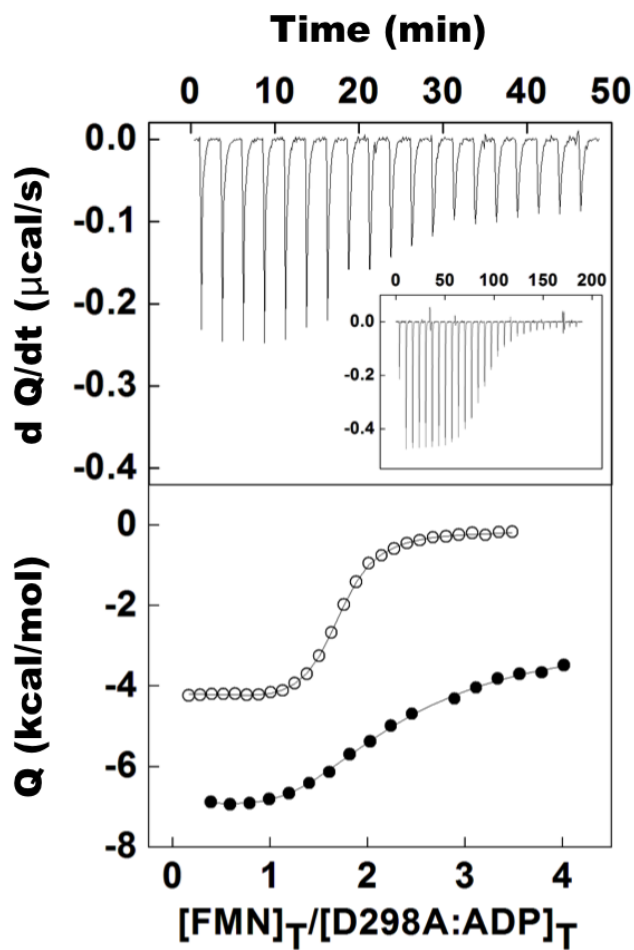 Time (min)
0 10 20 30 40 50
0.0
-0.1
-0.2
-0.3
-0.4
d Q/dt (μcal/s)
0 50 100 150 200
0.0
-0.2
-0.4
0
-2
-4
-6
-8
Q (kcal/mol)
0 1 2 3 4
[FMN]T/[D298A:ADP]T